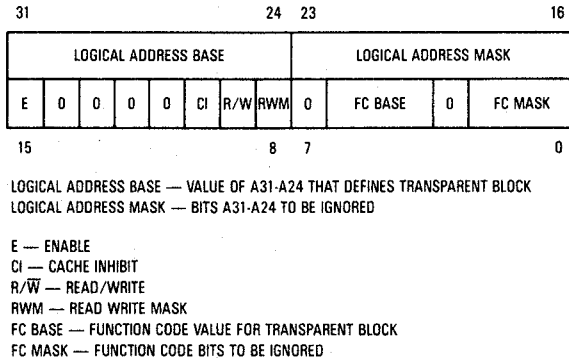 31 24 23 16
LOGICAL ADDRESS BASE LOGICAL ADDRESS MASK
E 0 0 0 0 CI R/W RWM 0 FC BASE 0 FC MASK
15 8 7 0
LOGICAL ADDRESS BASE — VALUE OF A31-A24 THAT DEFINES TRANSPARENT BLOCK
LOGICAL ADDRESS MASK — BITS A31-A24 TO BE IGNORED
E — ENABLE
CI — CACHE INHIBIT
R/W̅ — READ/WRITE
RWM — READ WRITE MASK
FC BASE — FUNCTION CODE VALUE FOR TRANSPARENT BLOCK
FC MASK — FUNCTION CODE BITS TO BE IGNORED